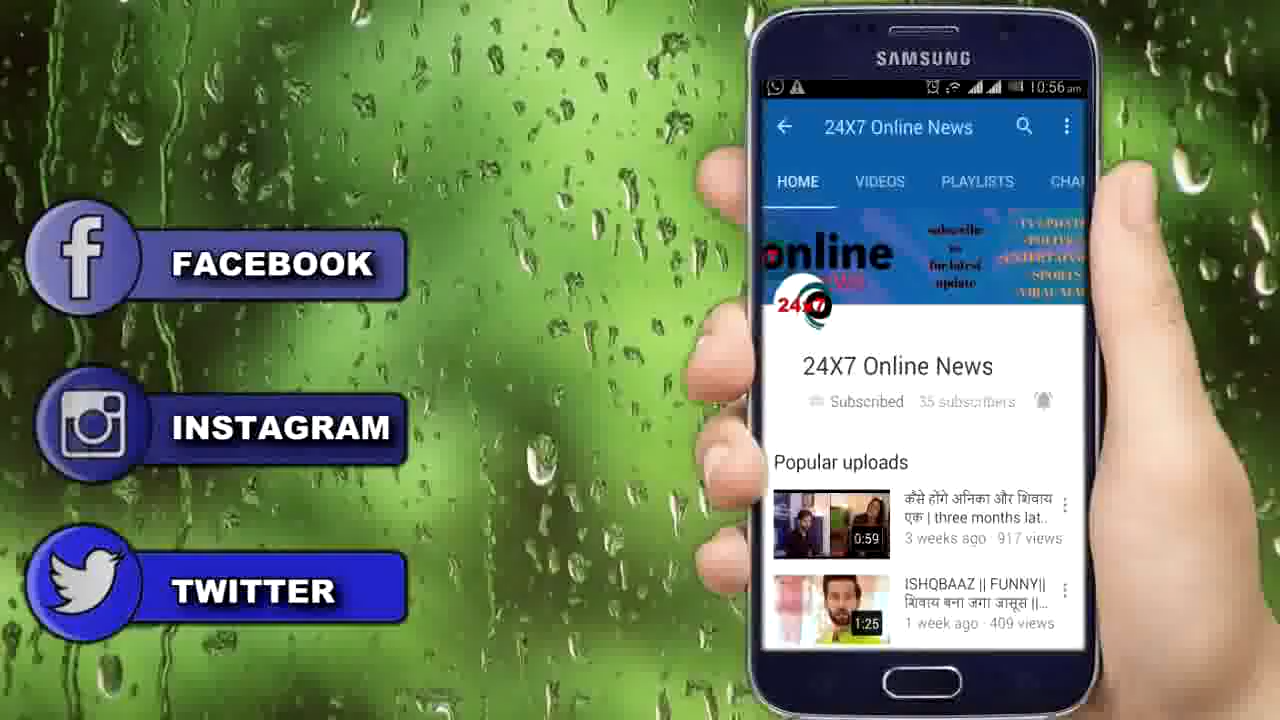 FACEBOOK
INSTAGRAM
TWITTER
SAMSUNG
10:56 am
24X7 Online News
HOME VIDEOS PLAYLISTS CHA
online
subscribe
for latest
update
SPORTS
24x7
24X7 Online News
Subscribed 35 subscribers
Popular uploads
0:59
कैसे होंगे अनिका और शिवाय
एक | three months lat..
3 weeks ago · 917 views
1:25
ISHQBAAZ || FUNNY||
शिवाय बना जगा जासूस ||...
1 week ago · 409 views